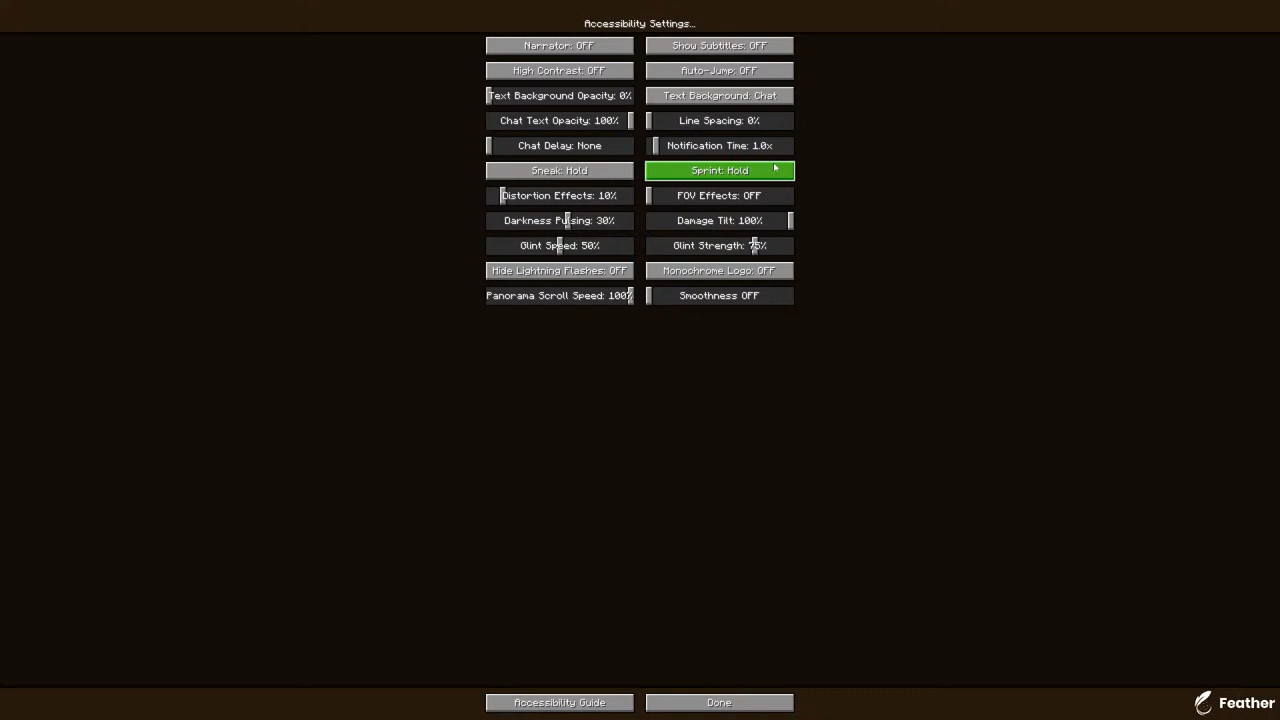 Accessibility Settings...
Narrator: OFF
Show Subtitles: OFF
High Contrast: OFF
Auto-Jump: OFF
Text Background Opacity: 0%
Text Background: Chat
Chat Text Opacity: 100%
Line Spacing: 0%
Chat Delay: None
Notification Time: 1.0x
Sneak: Hold
Sprint: Hold
Distortion Effects: 10%
FOV Effects: OFF
Darkness Pulsing: 30%
Damage Tilt: 100%
Glint Speed: 50%
Glint Strength: 75%
Hide Lightning Flashes: OFF
Monochrome Logo: OFF
Panorama Scroll Speed: 100%
Smoothness OFF
Accessibility Guide
Done
Feather